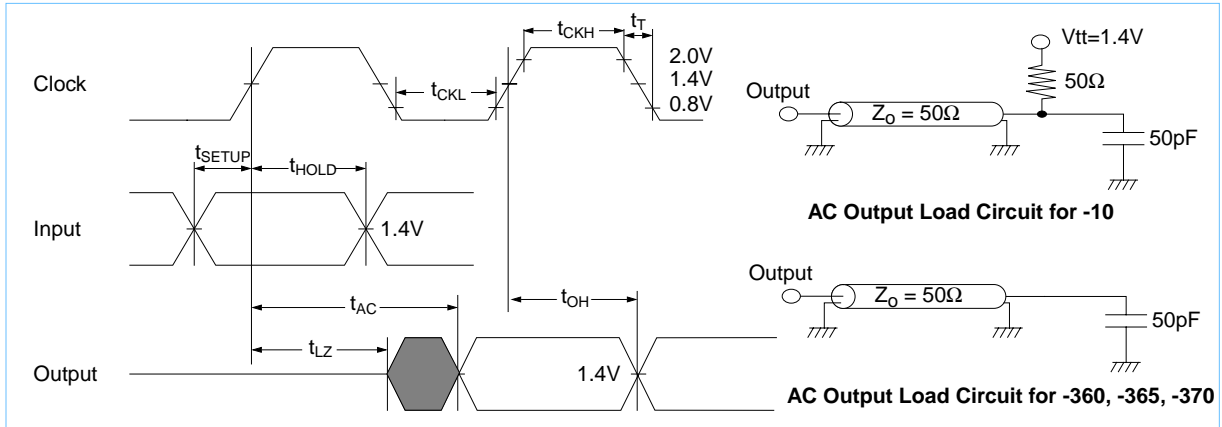 Clock
tCKH
tT
2.0V
1.4V
0.8V
tCKL
tSETUP
tHOLD
Input
1.4V
tAC
tOH
tLZ
Output
1.4V
Vtt=1.4V
50Ω
Output
ZO = 50Ω
50pF
AC Output Load Circuit for -10
Output
ZO = 50Ω
50pF
AC Output Load Circuit for -360, -365, -370